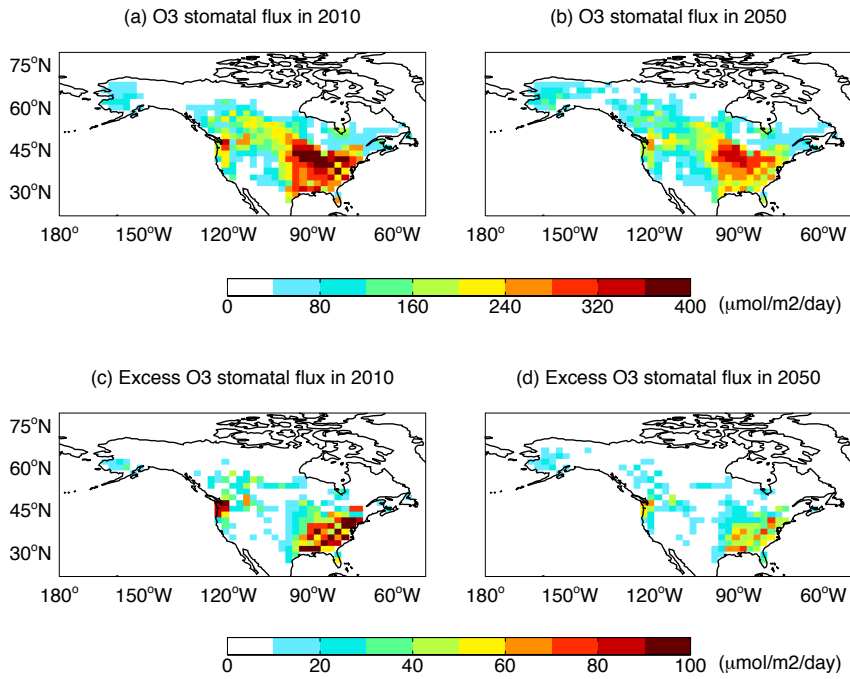 (a) O3 stomatal flux in 2010
(b) O3 stomatal flux in 2050
75°N
60°N
45°N
30°N
180° 150°W 120°W 90°W 60°W
75°N
60°N
45°N
30°N
180° 150°W 120°W 90°W 60°W
0 80 160 240 320 400 (μmol/m2/day)
(c) Excess O3 stomatal flux in 2010
(d) Excess O3 stomatal flux in 2050
75°N
60°N
45°N
30°N
180° 150°W 120°W 90°W 60°W
75°N
60°N
45°N
30°N
180° 150°W 120°W 90°W 60°W
0 20 40 60 80 100 (μmol/m2/day)